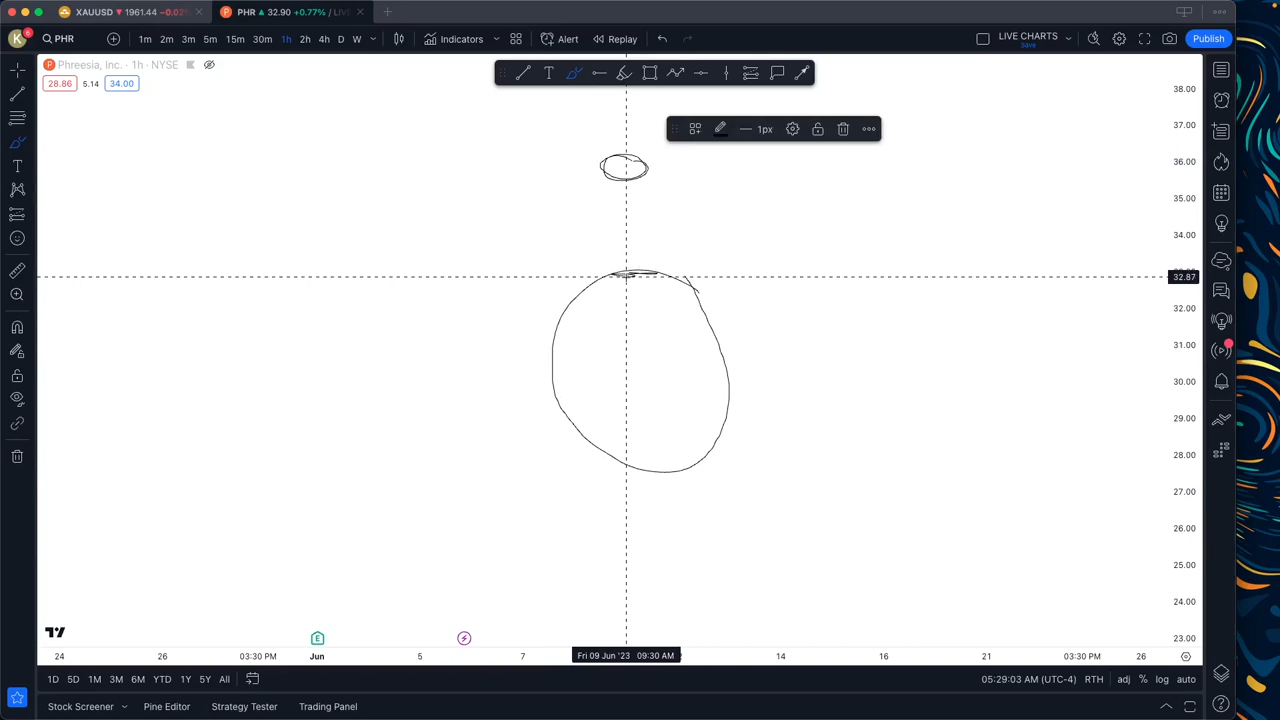 XAUUSD ▼ 1961.44 −0.02%
PHR ▲ 32.90 +0.77% / LIVE
K 6 PHR 1m 2m 3m 5m 15m 30m 1h 2h 4h D W Indicators Alert Replay LIVE CHARTS Save Publish
Phreesia, Inc. · 1h · NYSE
28.86 5.14 34.00
1px
38.00
37.00
36.00
35.00
34.00
32.87
32.00
31.00
30.00
29.00
28.00
27.00
26.00
25.00
24.00
23.00
E
24 26 03:30 PM Jun 5 7 Fri 09 Jun '23 09:30 AM 14 16 21 03:30 PM 26
1D 5D 1M 3M 6M YTD 1Y 5Y All 05:29:03 AM (UTC-4) RTH adj % log auto
Stock Screener Pine Editor Strategy Tester Trading Panel